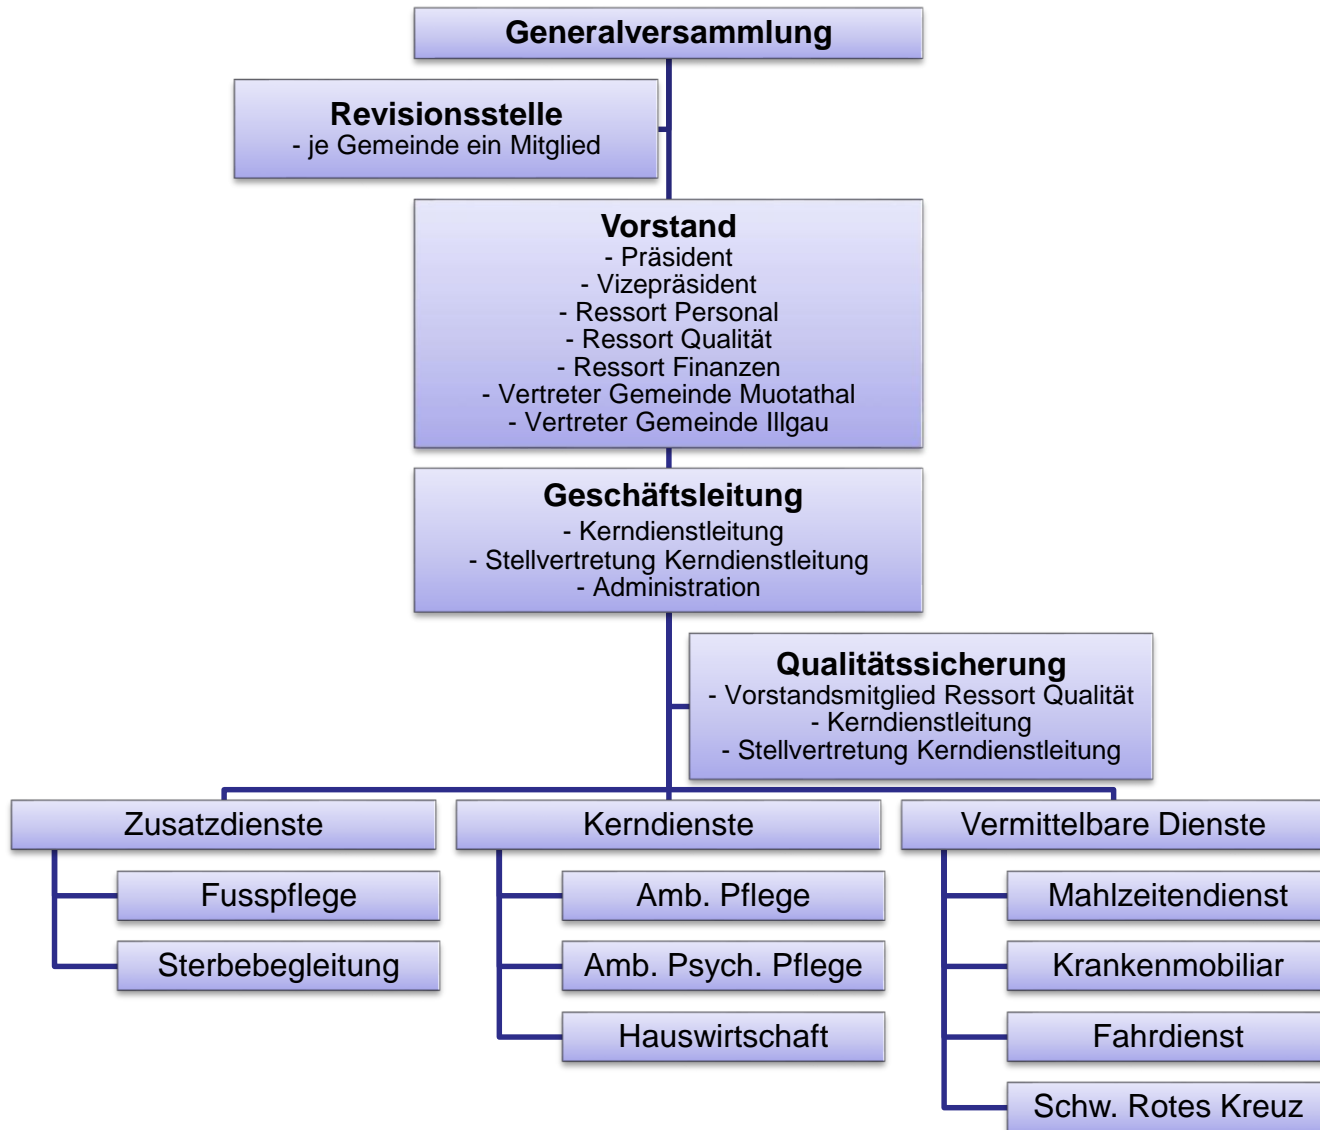 Generalversammlung
Revisionsstelle
- je Gemeinde ein Mitglied
Vorstand
- Präsident
- Vizepräsident
- Ressort Personal
- Ressort Qualität
- Ressort Finanzen
- Vertreter Gemeinde Muotathal
- Vertreter Gemeinde Illgau
Geschäftsleitung
- Kerndienstleitung
- Stellvertretung Kerndienstleitung
- Administration
Qualitätssicherung
- Vorstandsmitglied Ressort Qualität
- Kerndienstleitung
- Stellvertretung Kerndienstleitung
Zusatzdienste
Fusspflege
Sterbebegleitung
Kerndienste
Amb. Pflege
Amb. Psych. Pflege
Hauswirtschaft
Vermittelbare Dienste
Mahlzeitendienst
Krankenmobiliar
Fahrdienst
Schw. Rotes Kreuz